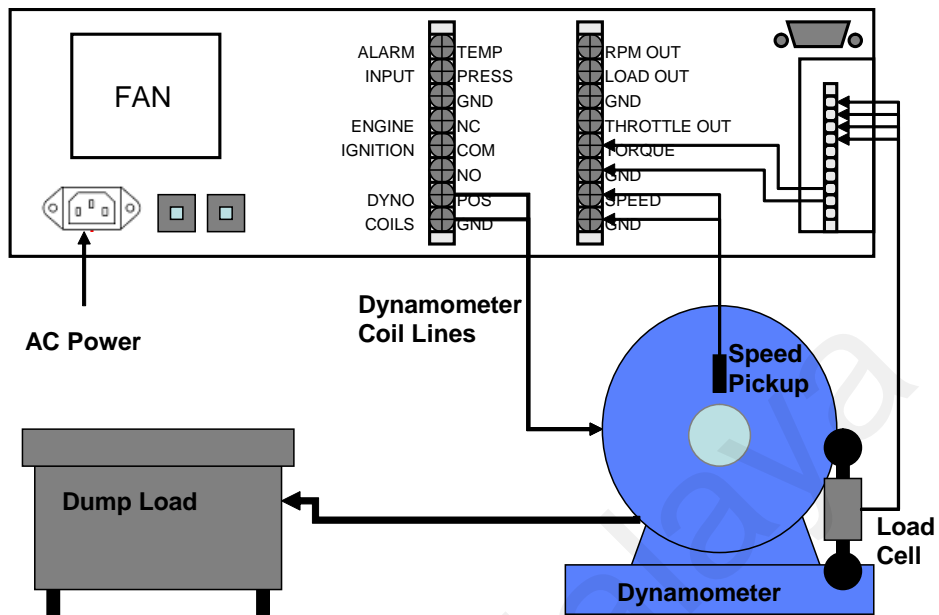 FAN
ALARM
INPUT
ENGINE
IGNITION
DYNO
COILS
TEMP
PRESS
GND
NC
COM
NO
POS
GND
RPM OUT
LOAD OUT
GND
THROTTLE OUT
TORQUE
GND
SPEED
GND
AC Power
Dynamometer
Coil Lines
Speed
Pickup
Dump Load
Load
Cell
Dynamometer